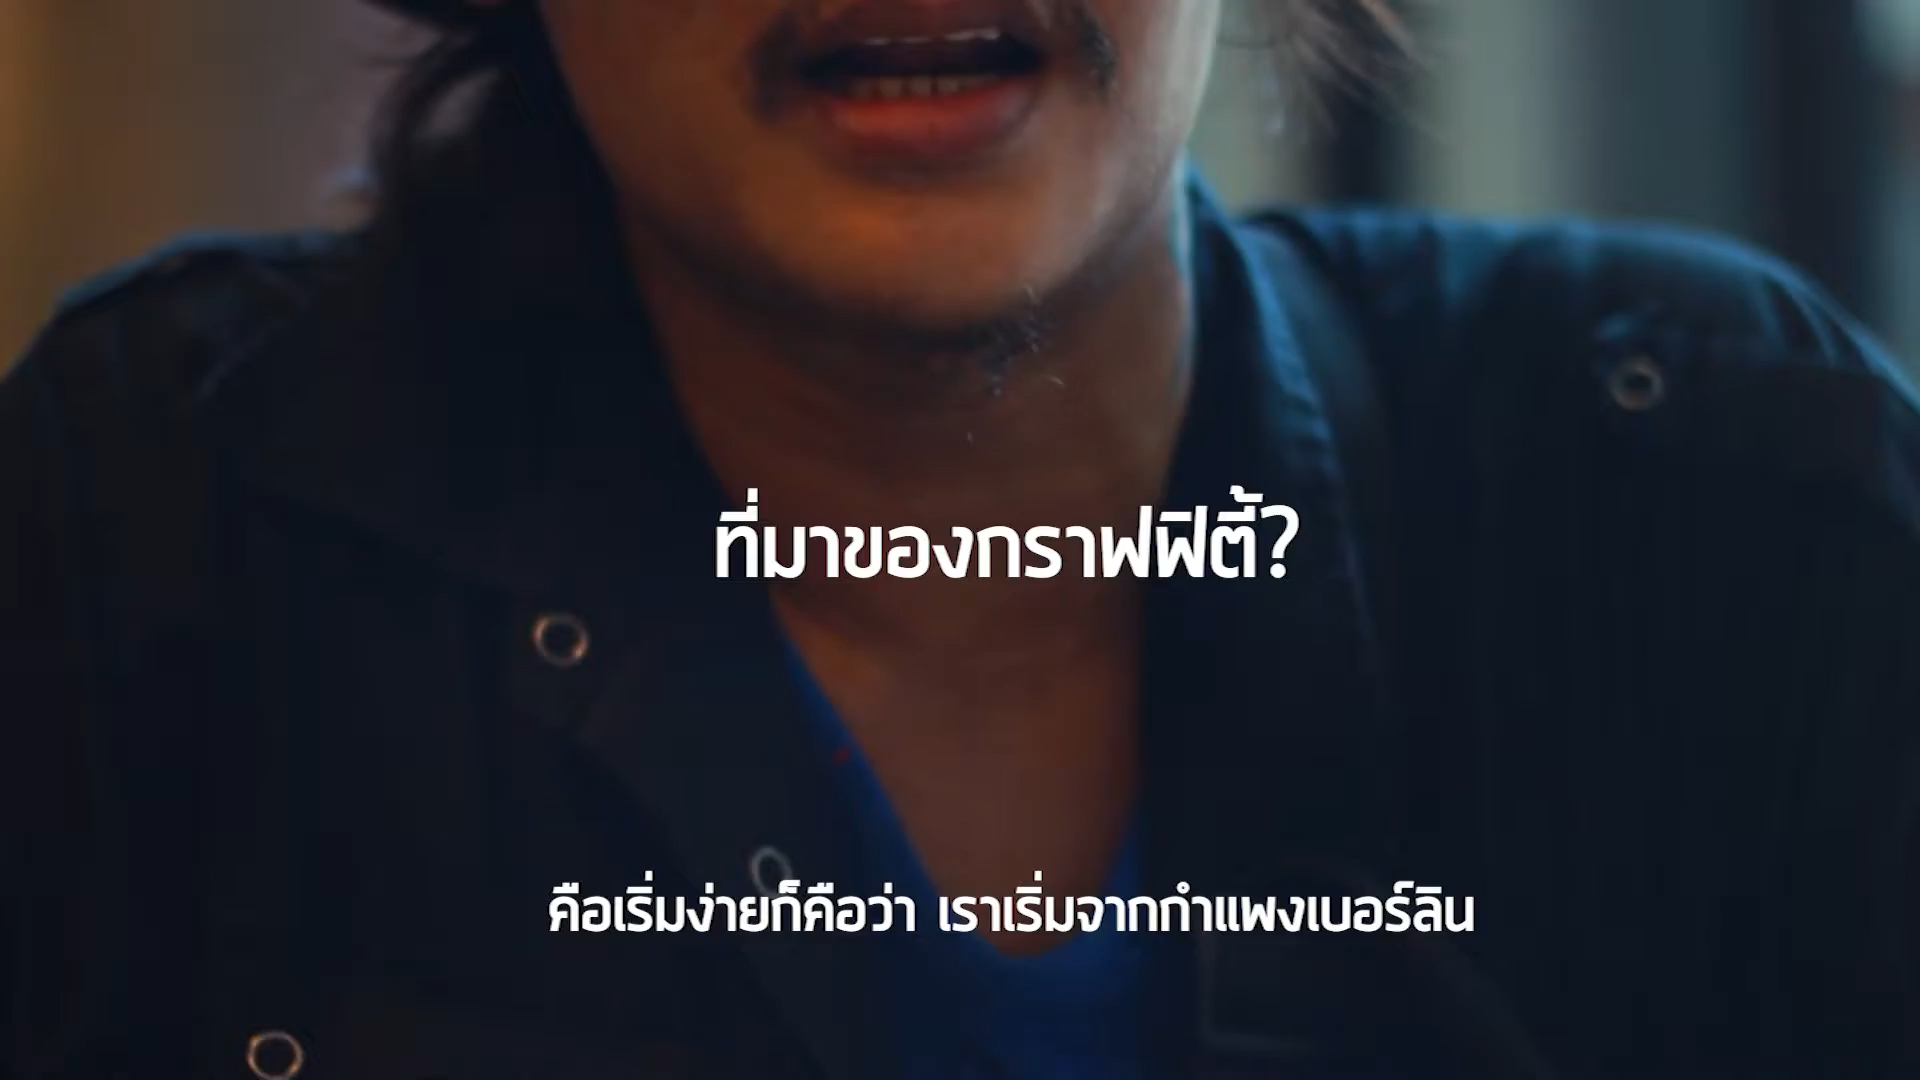 ที่มาของกราฟฟิตี้?
คือเริ่มง่ายก็คือว่า เราเริ่มจากกำแพงเบอร์ลิน